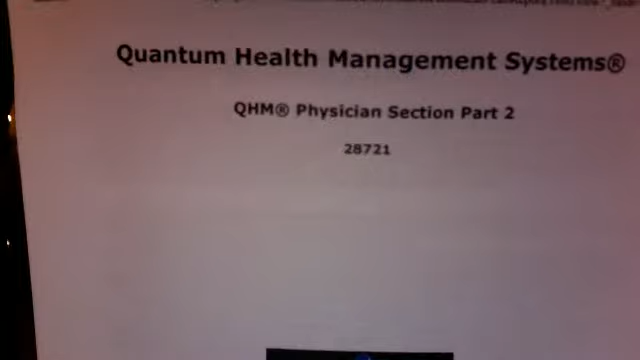 Quantum Health Management Systems®
QHM® Physician Section Part 2
28721